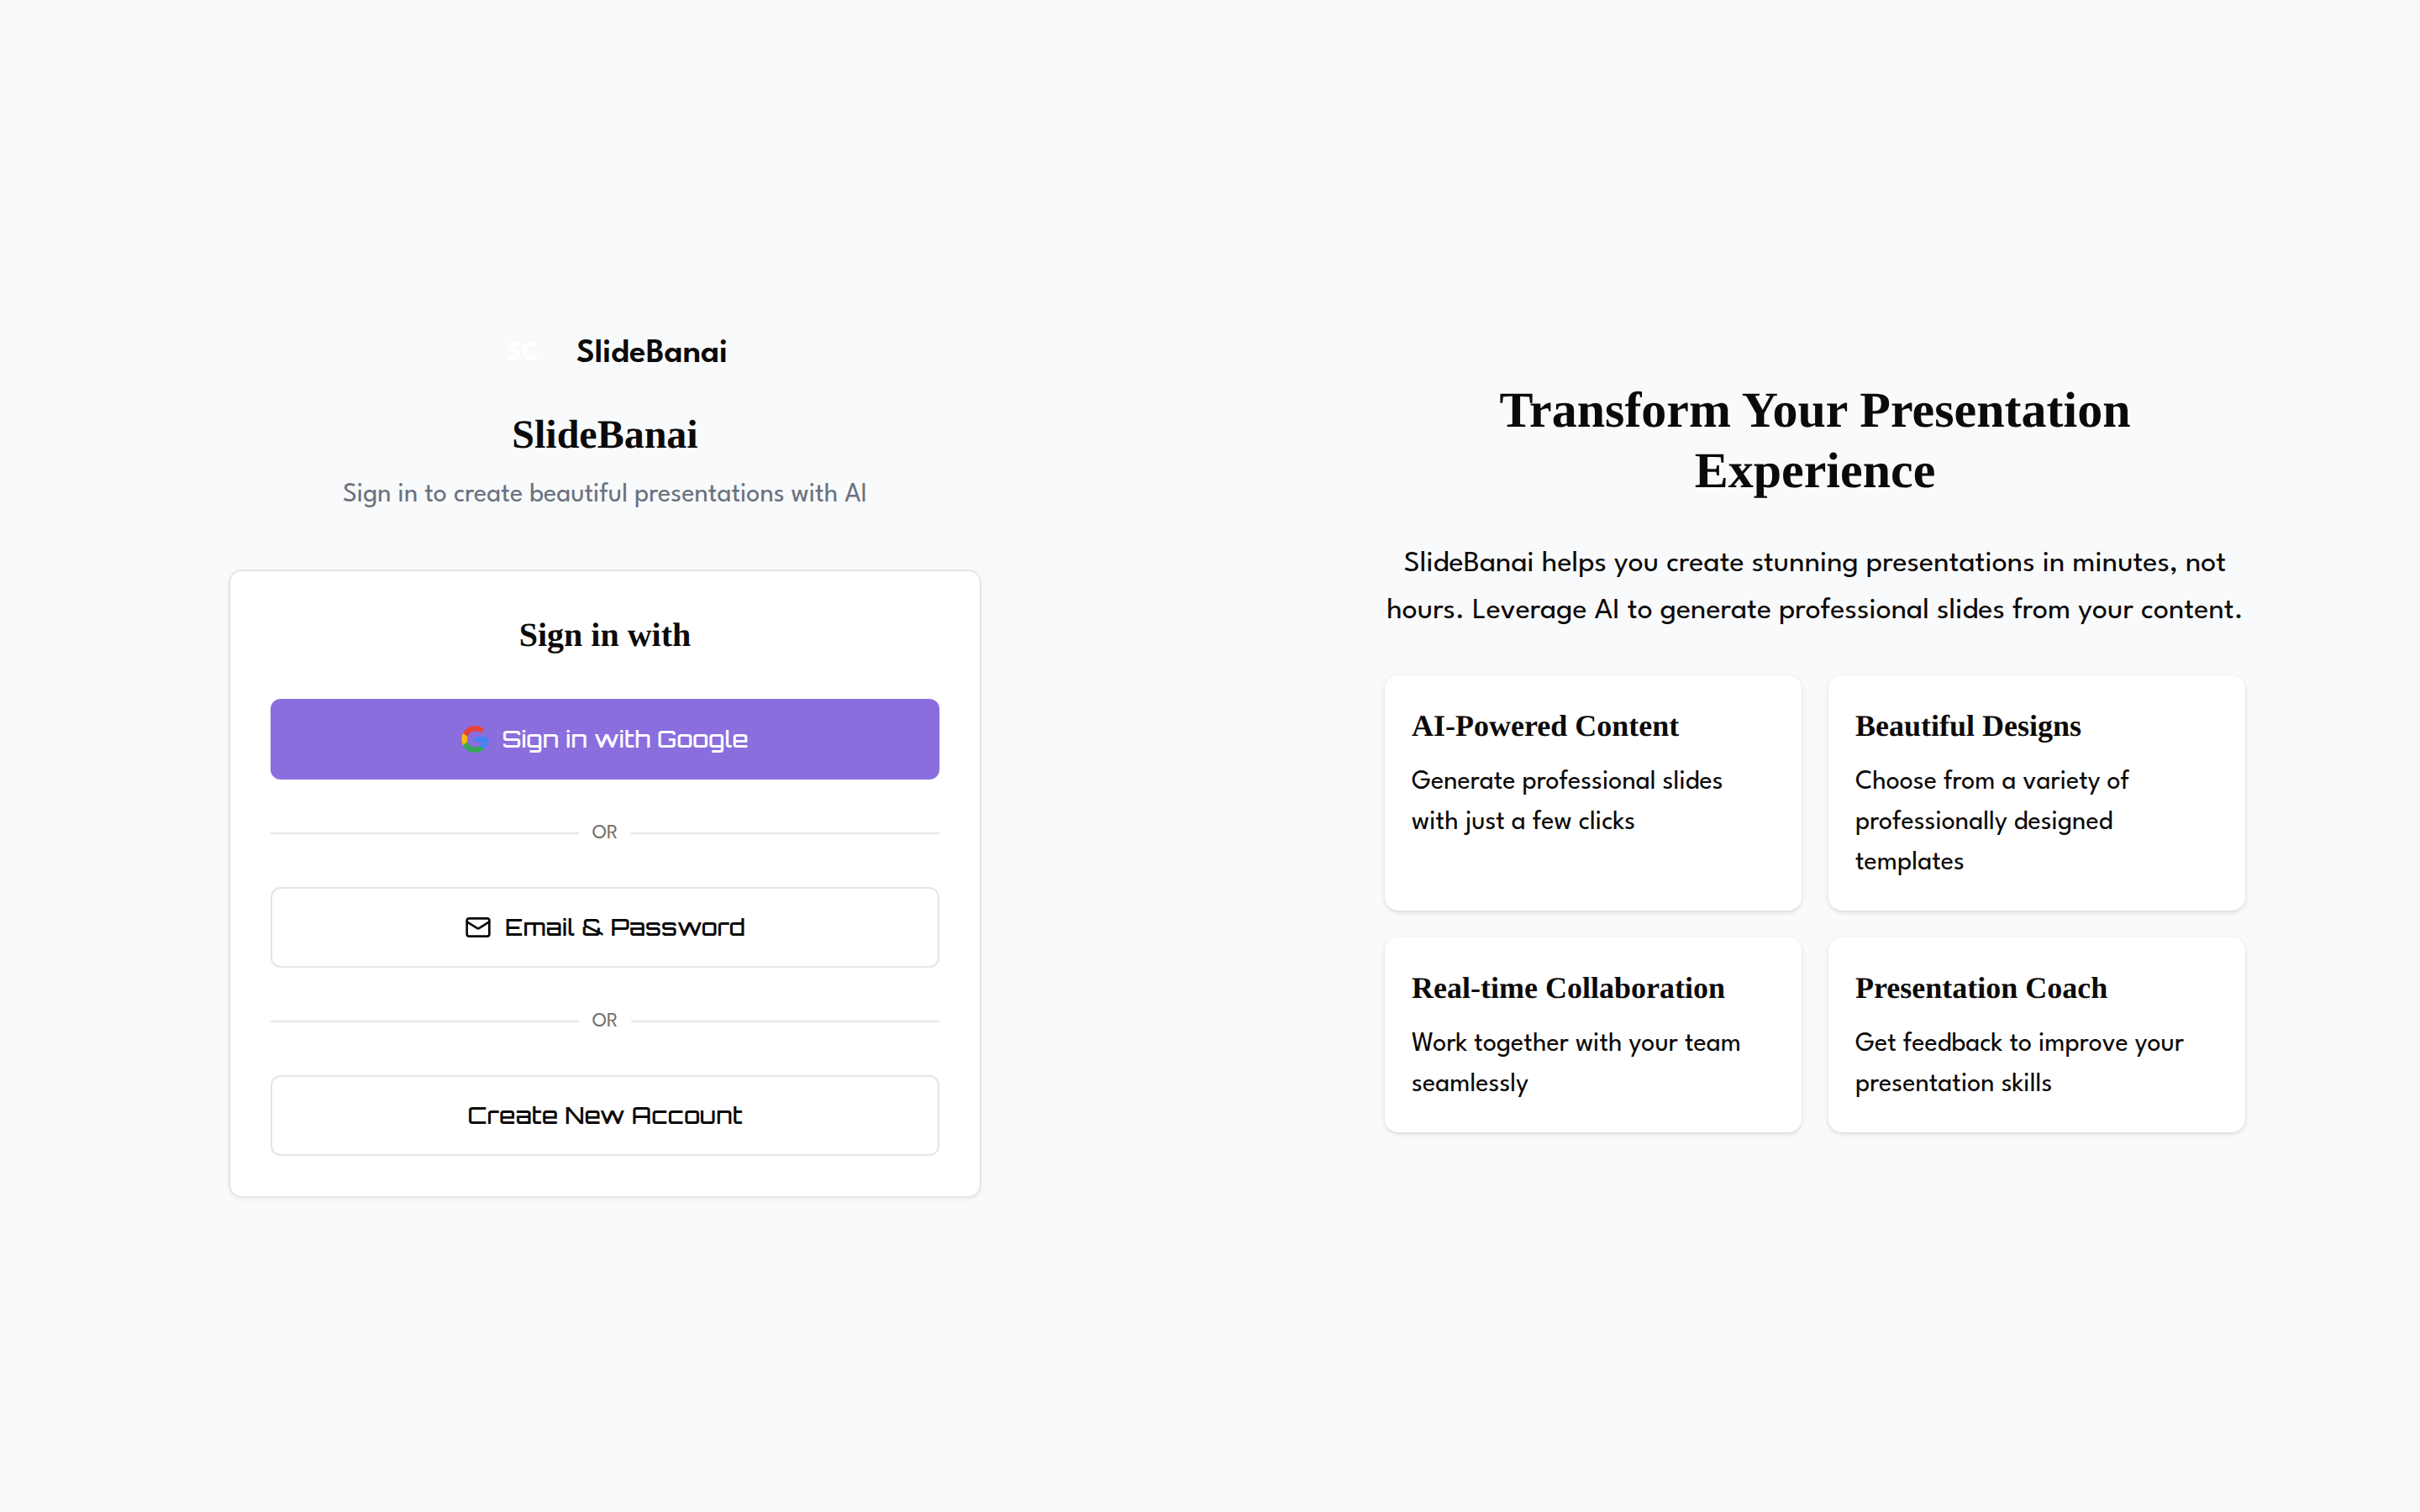 SC
SlideBanai
SlideBanai
Sign in to create beautiful presentations with AI
Sign in with
Sign in with Google
OR
Email & Password
OR
Create New Account
Transform Your Presentation
Experience
SlideBanai helps you create stunning presentations in minutes, not
hours. Leverage AI to generate professional slides from your content.
AI-Powered Content
Generate professional slides
with just a few clicks
Beautiful Designs
Choose from a variety of
professionally designed
templates
Real-time Collaboration
Work together with your team
seamlessly
Presentation Coach
Get feedback to improve your
presentation skills